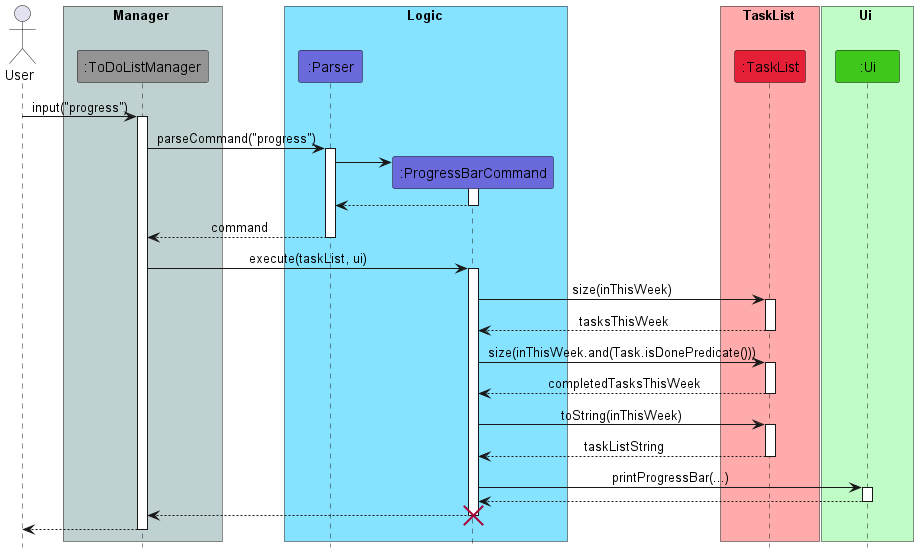 Manager
Logic
TaskList
Ui
User
:ToDoListManager
:Parser
:TaskList
:Ui
input("progress")
parseCommand("progress")
:ProgressBarCommand
command
execute(taskList, ui)
size(inThisWeek)
tasksThisWeek
size(inThisWeek.and(Task.isDonePredicate()))
completedTasksThisWeek
toString(inThisWeek)
taskListString
printProgressBar(...)